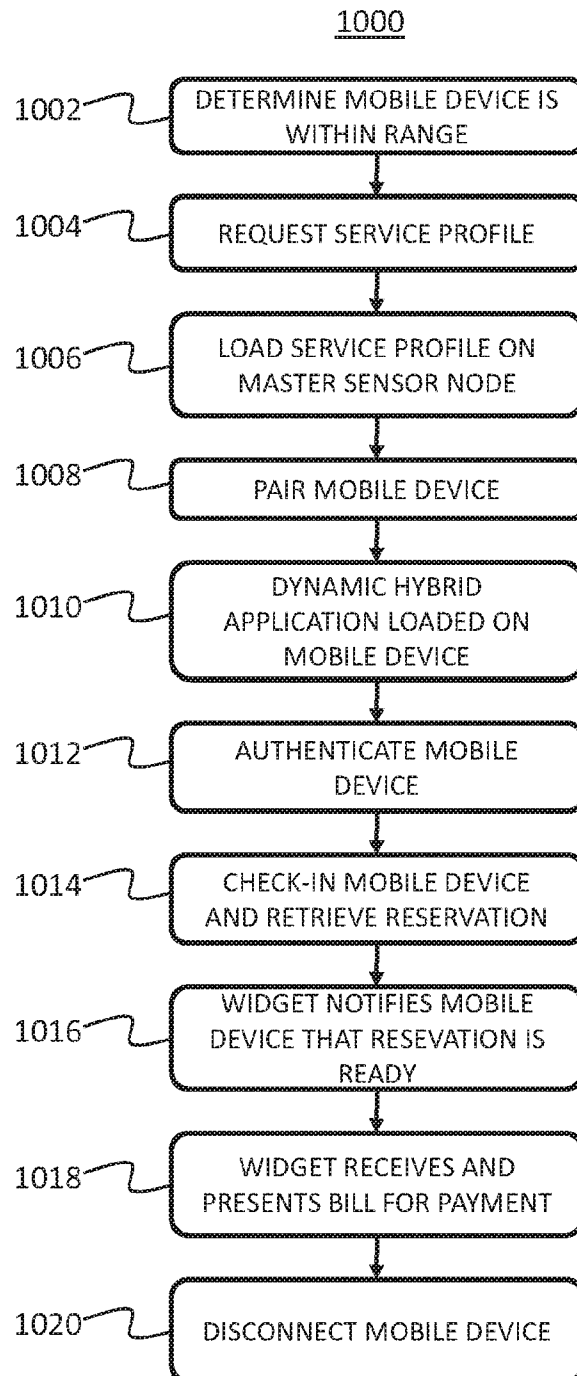 1000
1002
DETERMINE MOBILE DEVICE IS
WITHIN RANGE
1004
REQUEST SERVICE PROFILE
1006
LOAD SERVICE PROFILE ON
MASTER SENSOR NODE
1008
PAIR MOBILE DEVICE
1010
DYNAMIC HYBRID
APPLICATION LOADED ON
MOBILE DEVICE
1012
AUTHENTICATE MOBILE
DEVICE
1014
CHECK-IN MOBILE DEVICE
AND RETRIEVE RESERVATION
1016
WIDGET NOTIFIES MOBILE
DEVICE THAT RESEVATION IS
READY
1018
WIDGET RECEIVES AND
PRESENTS BILL FOR PAYMENT
1020
DISCONNECT MOBILE DEVICE